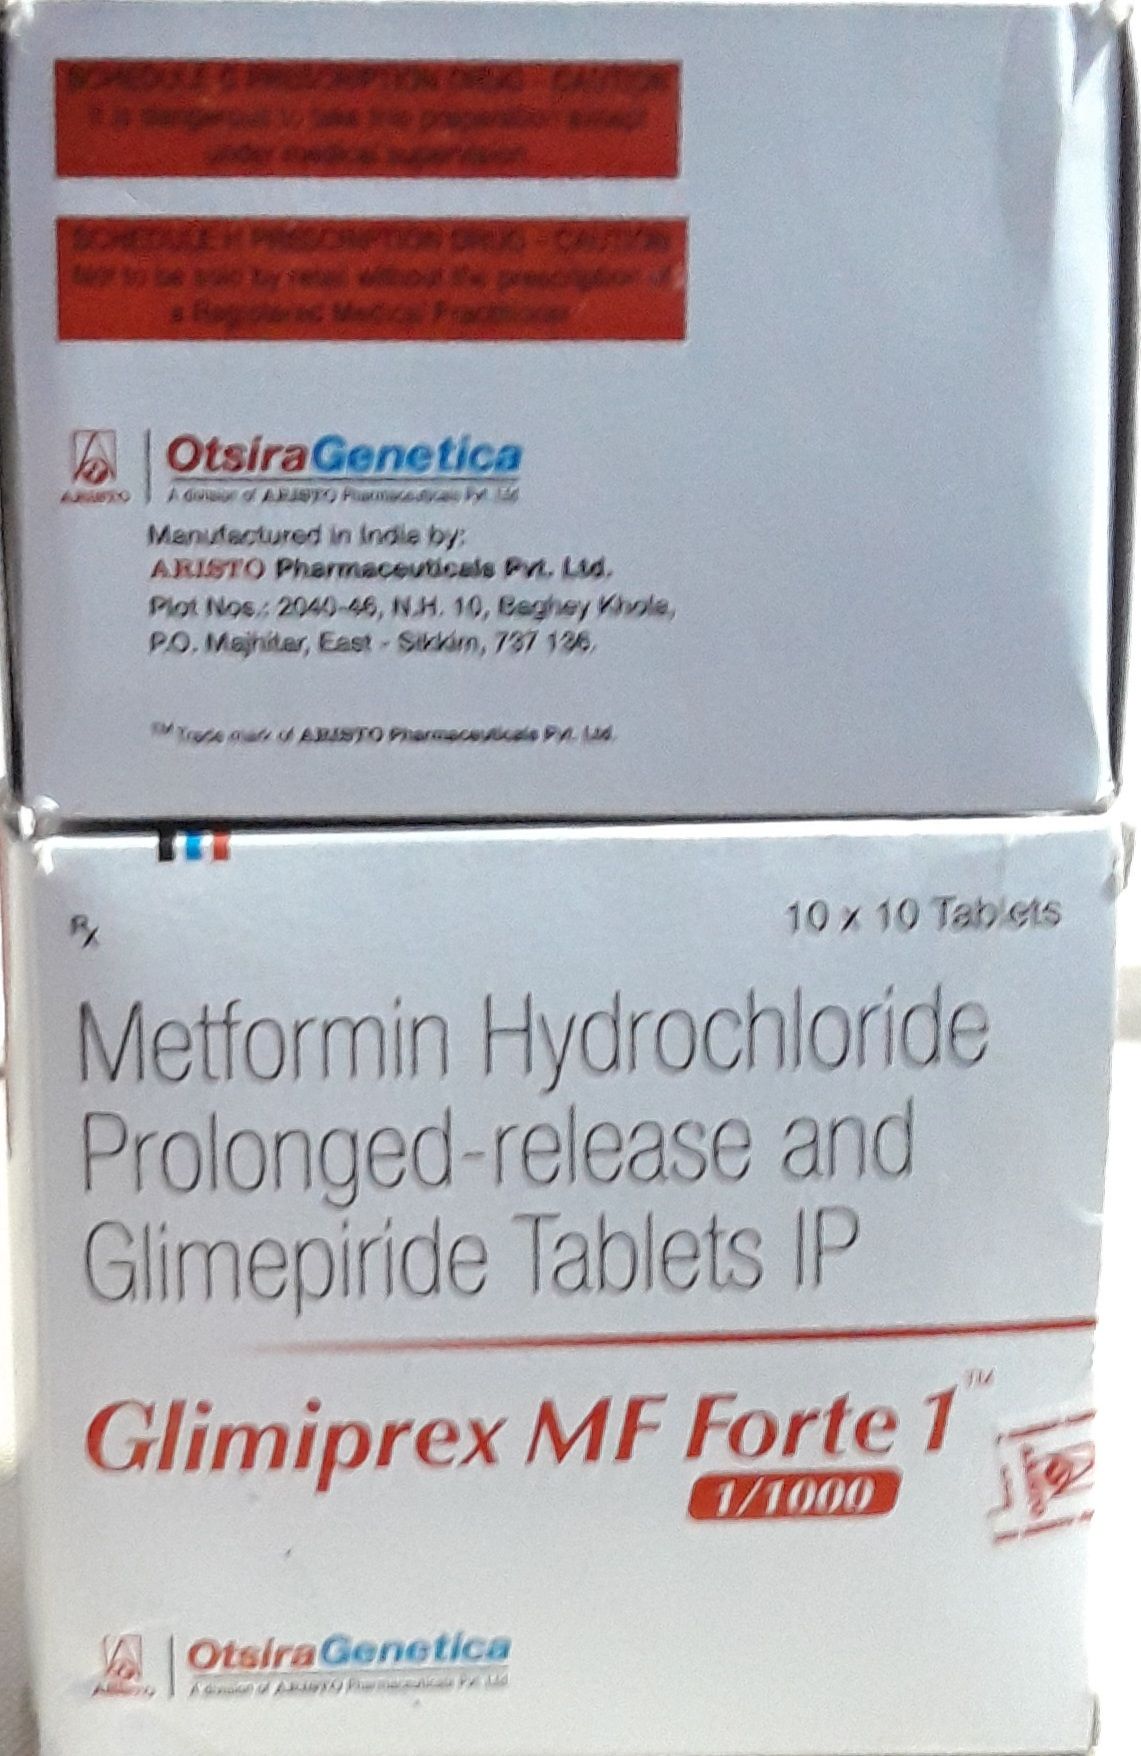 SCHEDULE G PRESCRIPTION DRUG - CAUTION
It is dangerous to take this preparation except
under medical supervision
SCHEDULE H PRESCRIPTION DRUG - CAUTION
Not to be sold by retail without the prescription of
a Registered Medical Practitioner
ARISTO
OtsiraGenetica
A division of ARISTO Pharmaceuticals Pvt. Ltd
Manufactured in India by:
ARISTO Pharmaceuticals Pvt. Ltd.
Plot Nos.: 2040-46, N.H. 10, Baghey Khola,
P.O. Majhitar, East - Sikkim, 737 136.
™ Trade mark of ARISTO Pharmaceuticals Pvt. Ltd.
Rx
10 x 10 Tablets
Metformin Hydrochloride
Prolonged-release and
Glimepiride Tablets IP
Glimiprex MF Forte 1™
1/1000
ARISTO
OtsiraGenetica
A division of ARISTO Pharmaceuticals Pvt. Ltd